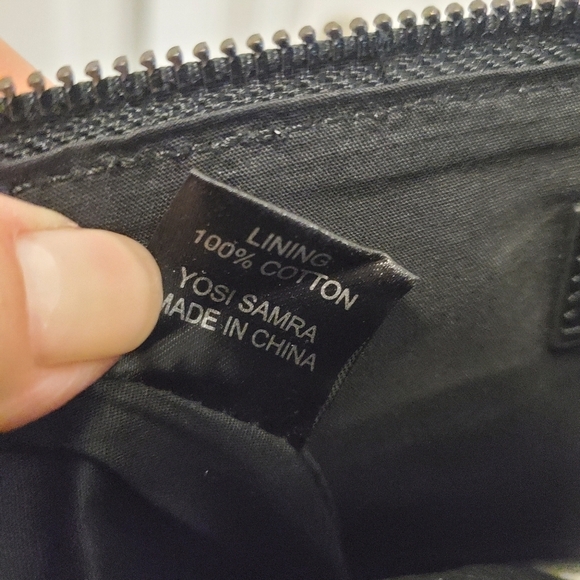 LINING
100% COTTON
YOSI SAMRA
MADE IN CHINA